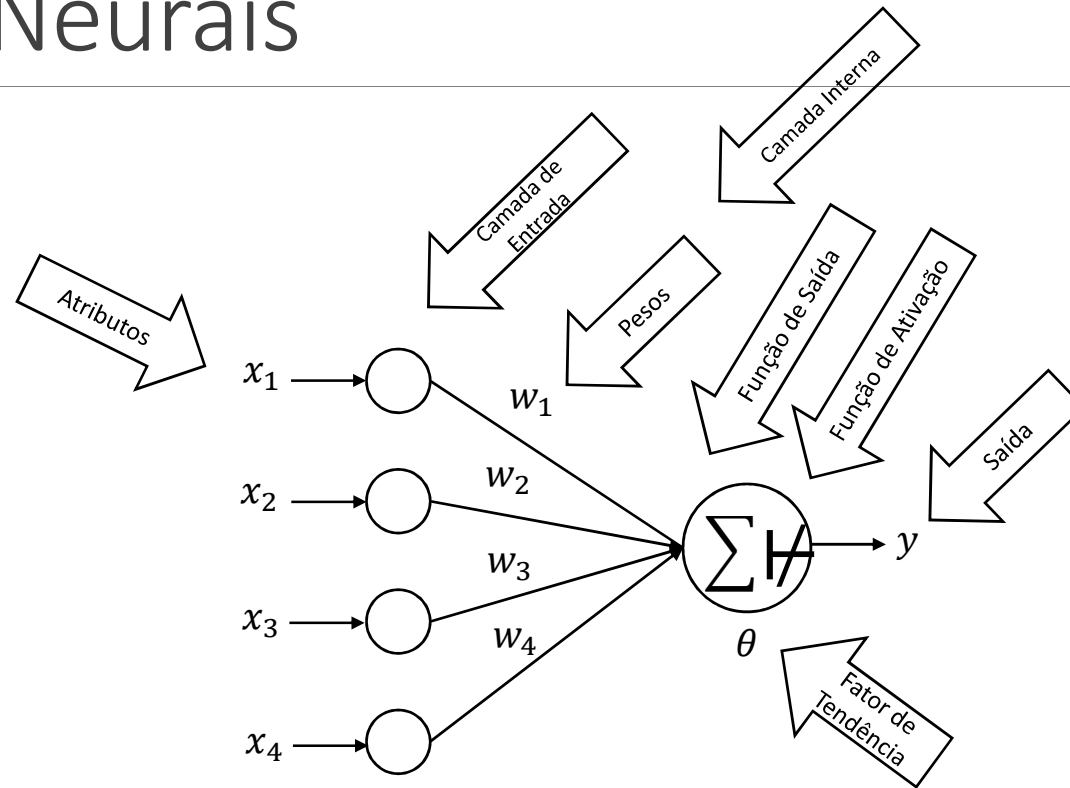 Neurais
Camada Interna
Camada de
Entrada
Atributos
Pesos
Função de Saída
Função de Ativação
Saída
x₁
w₁
x₂
w₂
w₃
∑
y
x₃
w₄
θ
Fator de
Tendência
x₄